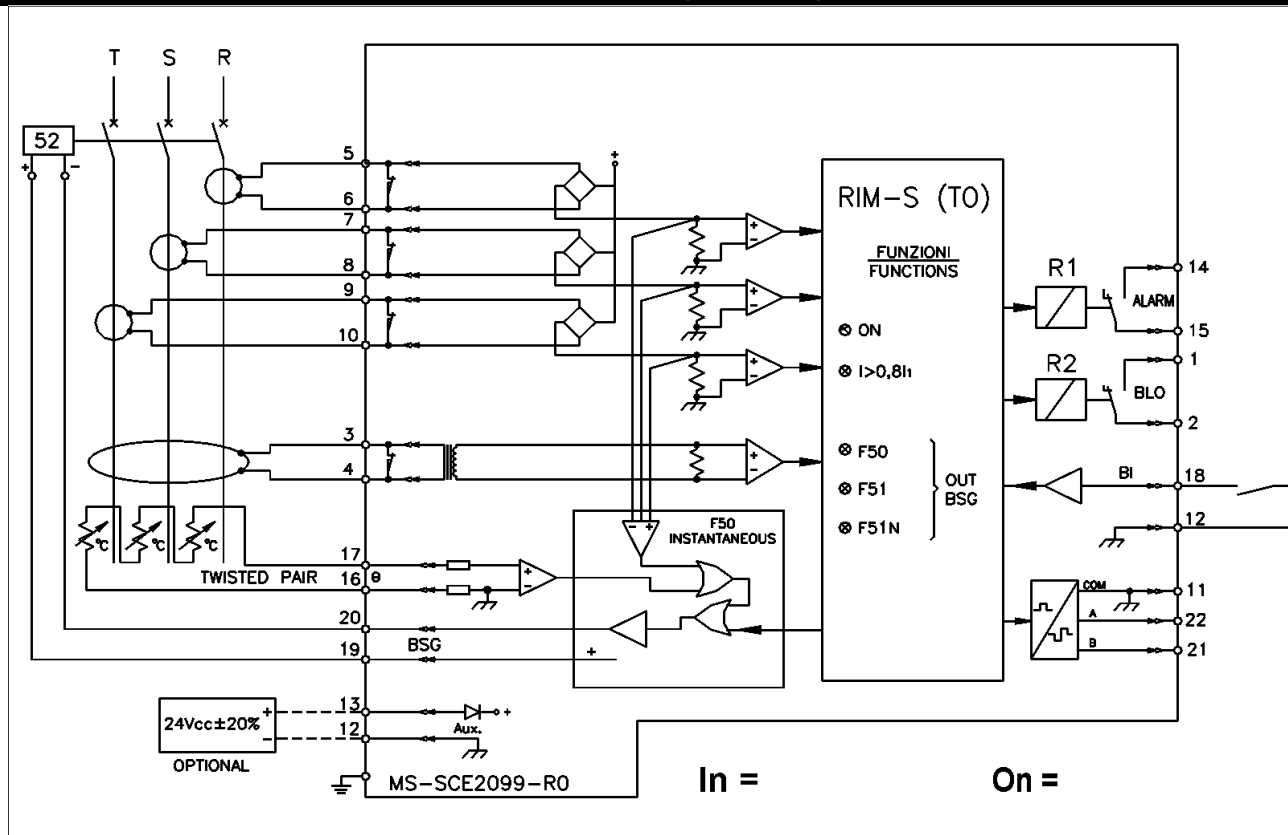 T S R
52
+ -
5
6
7
8
9
10
3
4
17
16 θ
20
19
13
12
11
22
21
14
15
1
2
18
12
+
+
-
+
-
+
-
+
-
RIM-S (TO)
FUNZIONI
FUNCTIONS
ON
I>0,8I1
F50
F51
F51N
OUT
BSG
R1
ALARM
R2
BLO
BI
COM
A
B
- + +
F50
INSTANTANEOUS
+
-
+
°C °C °C
TWISTED PAIR
BSG
24Vcc±20%
+
-
OPTIONAL
+
Aux.
MS-SCE2099-R0
In =
On =